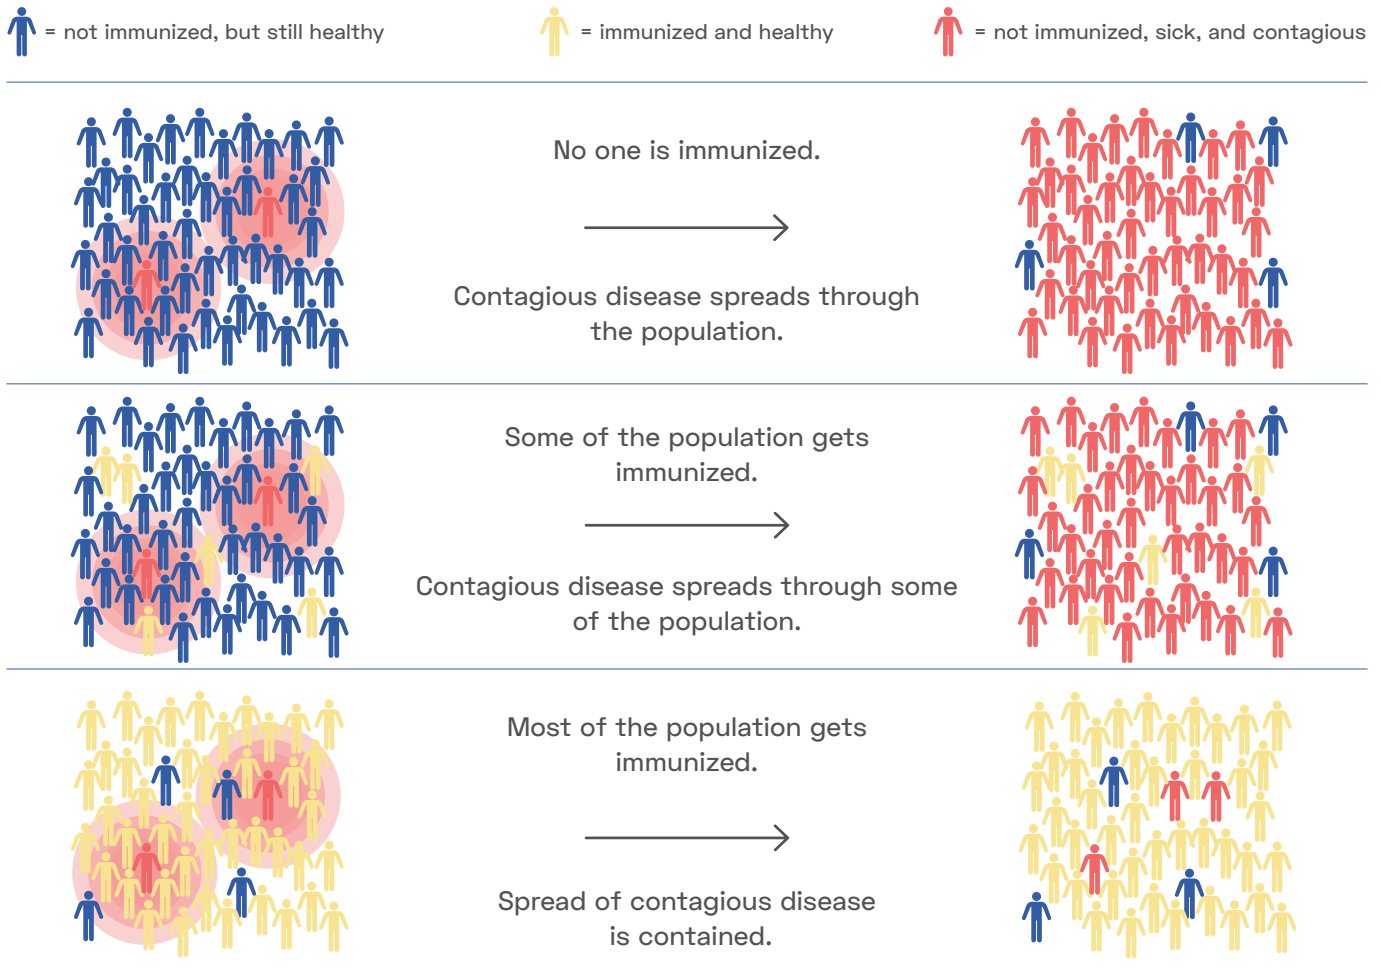 = not immunized, but still healthy
= immunized and healthy
= not immunized, sick, and contagious
No one is immunized.
Contagious disease spreads through
the population.
Some of the population gets
immunized.
Contagious disease spreads through some
of the population.
Most of the population gets
immunized.
Spread of contagious disease
is contained.